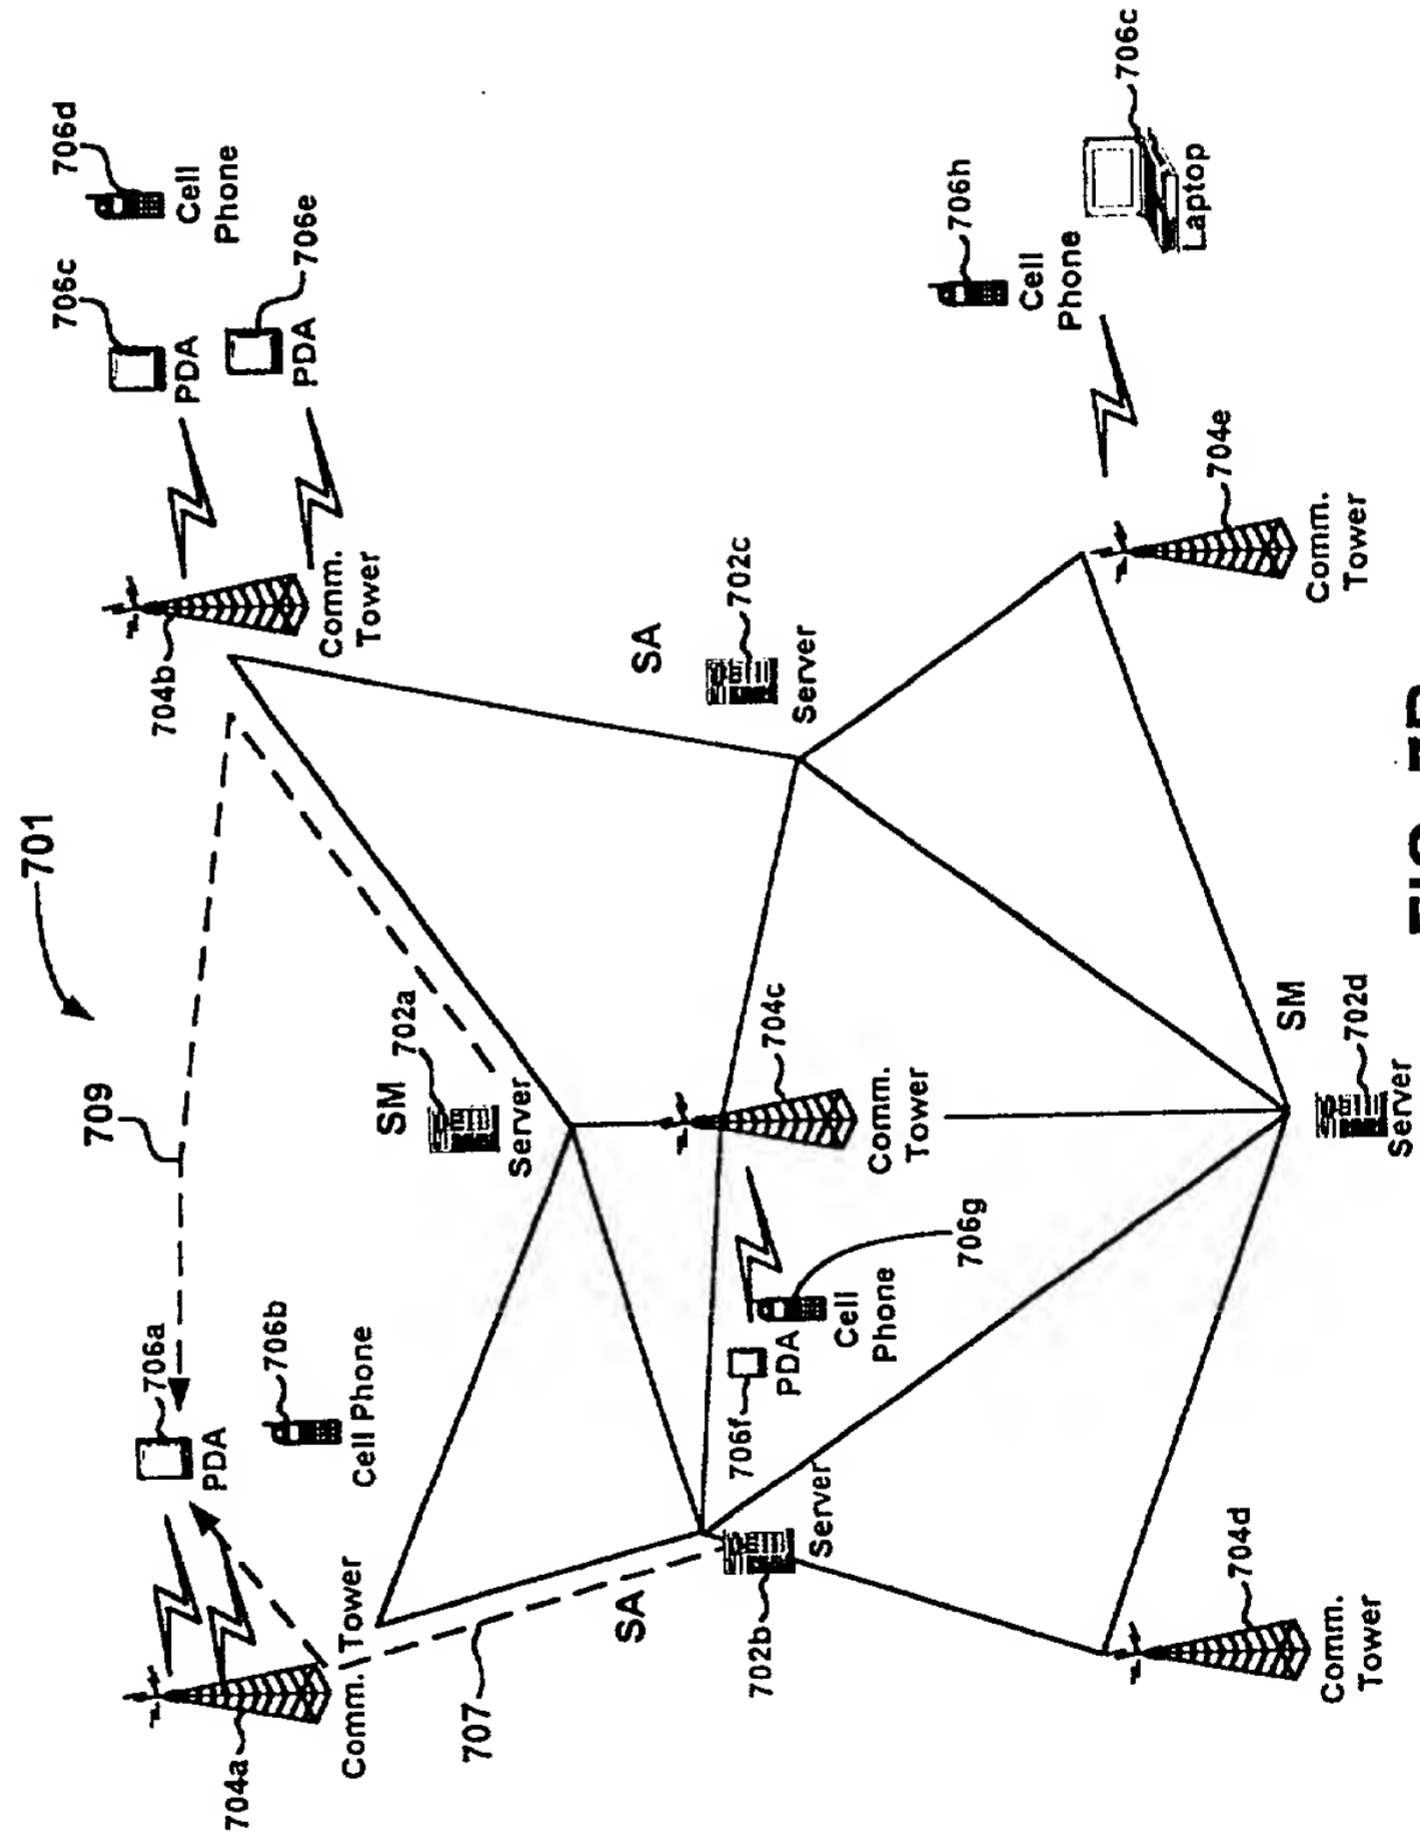 701
706d
706c
709
706a
704b
Cell
Phone
PDA
706e
PDA
PDA
706b
Cell Phone
704a
Comm. Tower
Comm.
Tower
SM
702a
Server
707
SA
SA
702c
Server
704c
706f
PDA
Cell
Phone
706g
Comm.
Tower
702b
Server
706h
Cell
Phone
706c
Laptop
704e
Comm.
Tower
704d
Comm.
Tower
SM
702d
Server